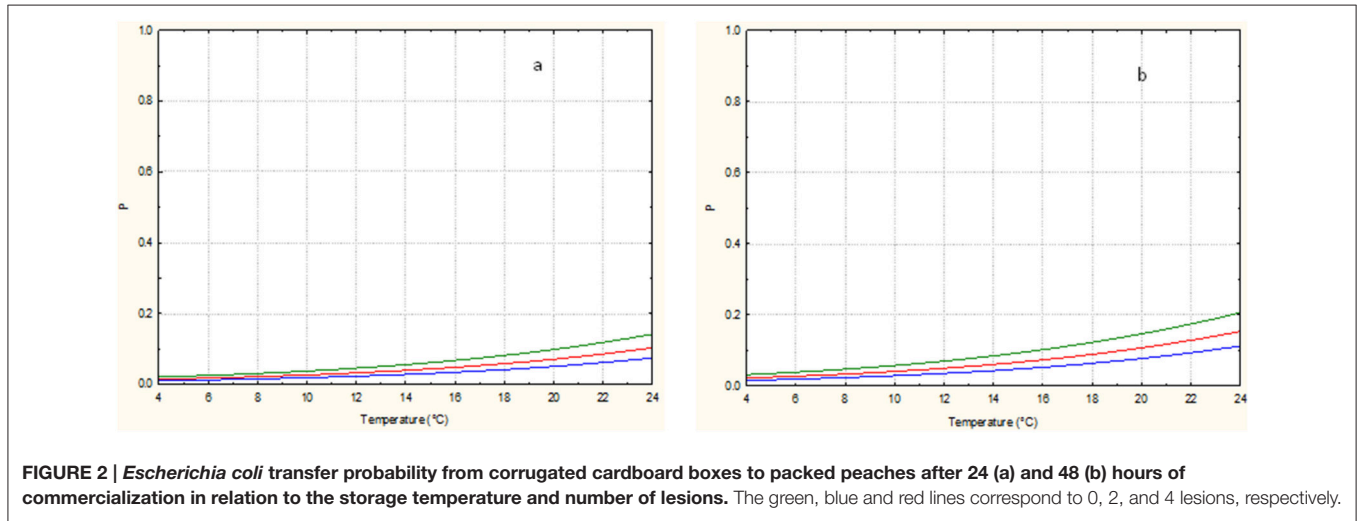 a
1.0
0.8
0.6
0.4
0.2
0.0
P
4 6 8 10 12 14 16 18 20 22 24
Temperature (ºC)
b
1.0
0.8
0.6
0.4
0.2
0.0
P
4 6 8 10 12 14 16 18 20 22 24
Temperature (ºC)
FIGURE 2 | Escherichia coli transfer probability from corrugated cardboard boxes to packed peaches after 24 (a) and 48 (b) hours of
commercialization in relation to the storage temperature and number of lesions. The green, blue and red lines correspond to 0, 2, and 4 lesions, respectively.